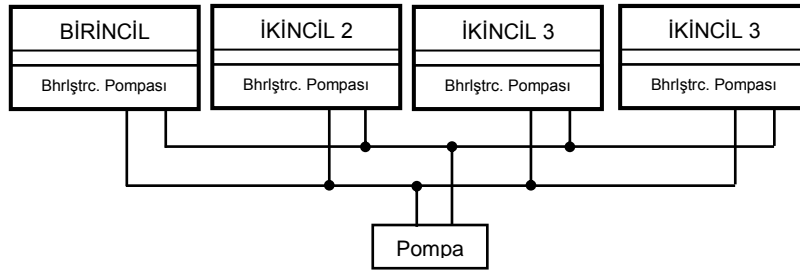 BİRİNCİL
Bhrlştrc. Pompası
İKİNCİL 2
Bhrlştrc. Pompası
İKİNCİL 3
Bhrlştrc. Pompası
İKİNCİL 3
Bhrlştrc. Pompası
Pompa